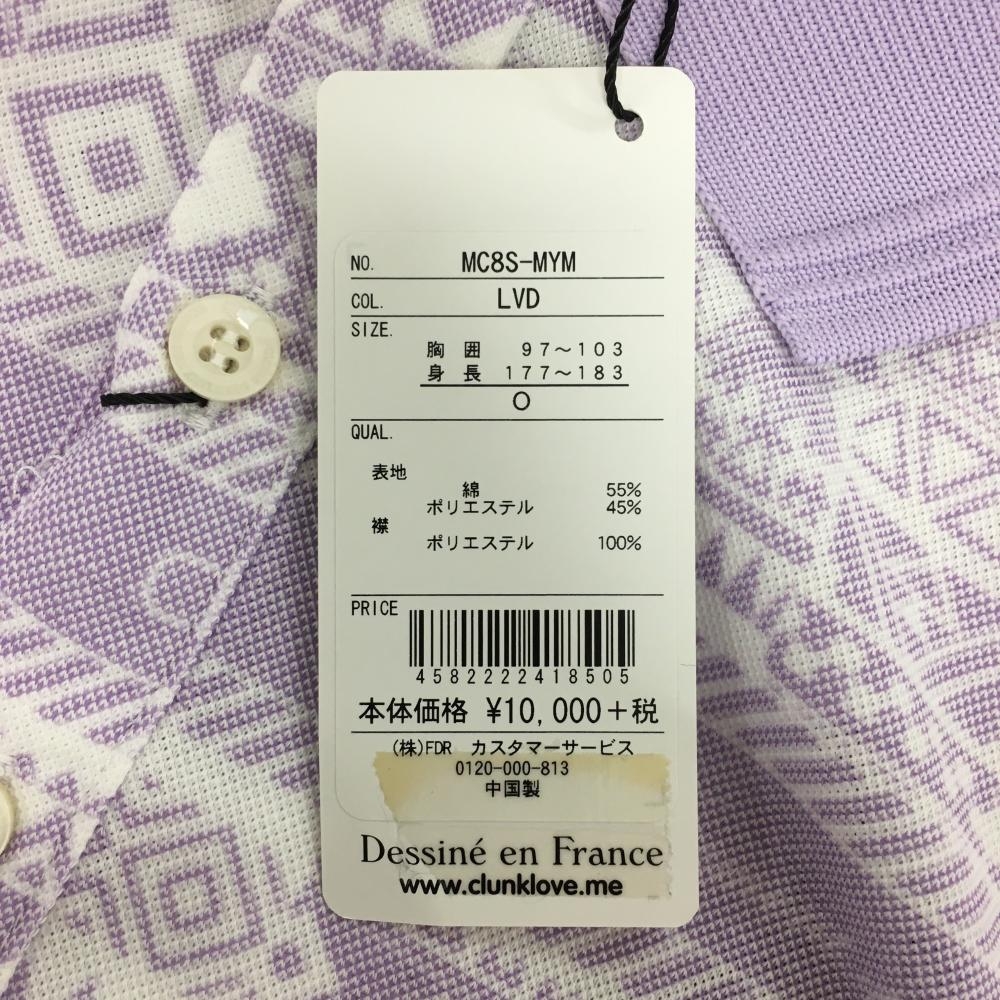 NO. MC8S-MYM
COL. LVD
SIZE.
胸 囲 97～103
身 長 177～183
O
QUAL.
表地
綿 55%
ポリエステル 45%
襟
ポリエステル 100%
PRICE
4582222418505
本体価格 ¥10,000+税
(株)FDR カスタマーサービス
0120-000-813
中国製
Dessiné en France
www.clunklove.me